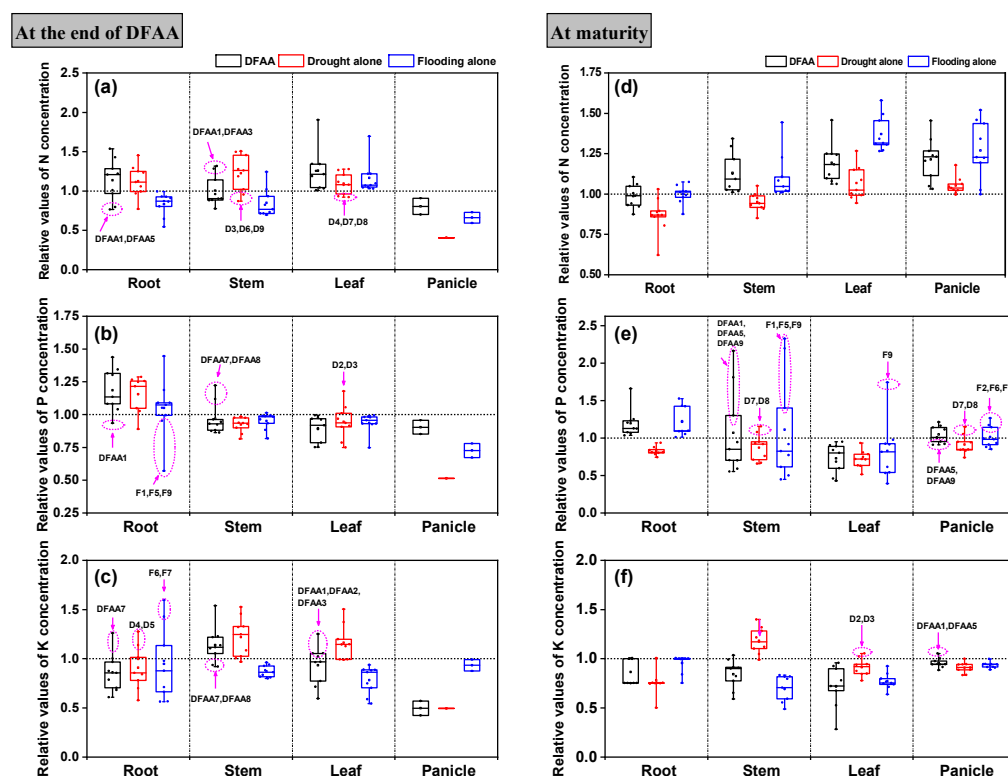 At the end of DFAA
At maturity
DFAA Drought alone Flooding alone
DFAA Drought alone Flooding alone
Relative values of N concentration
2.5
2.0
1.5
1.0
0.5
0.0
(a)
DFAA1,DFAA3
DFAA1,DFAA5
D3,D6,D9
D4,D7,D8
Root Stem Leaf Panicle
Relative values of N concentration
1.75
1.50
1.25
1.00
0.75
0.50
(d)
Root Stem Leaf Panicle
Relative values of P concentration
1.75
1.50
1.25
1.00
0.75
0.50
0.25
(b)
DFAA7,DFAA8
D2,D3
DFAA1
F1,F5,F9
Root Stem Leaf Panicle
Relative values of P concentration
2.5
2.0
1.5
1.0
0.5
0.0
(e)
DFAA1,
DFAA5,
DFAA9
F1,F5,F9
F9
D7,D8
D7,D8
F2,F6,F
DFAA5,
DFAA9
Root Stem Leaf Panicle
Relative values of K concentration
2.0
1.5
1.0
0.5
0.0
(c)
F6,F7
DFAA7
D4,D5
DFAA1,DFAA2,
DFAA3
DFAA7,DFAA8
Root Stem Leaf Panicle
Relative values of K concentration
2.0
1.5
1.0
0.5
0.0
(f)
D2,D3
DFAA1,DFAA5
Root Stem Leaf Panicle